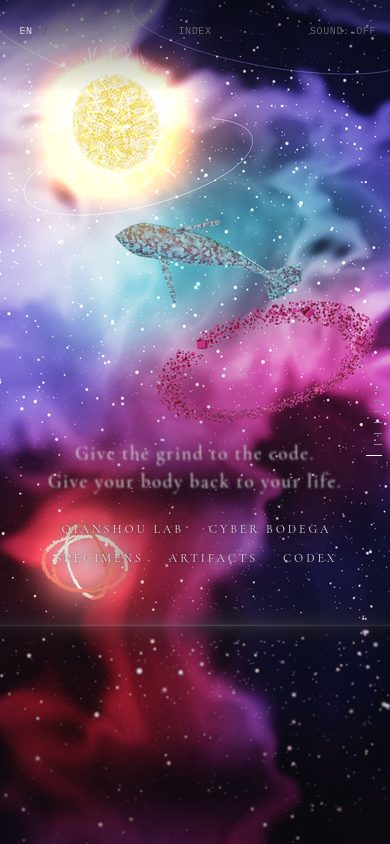 EN / INDEX SOUND: OFF
Give the grind to the code.
Give your body back to your life.
QIANSHOU LAB CYBER BODEGA
SPECIMENS ARTIFACTS CODEX